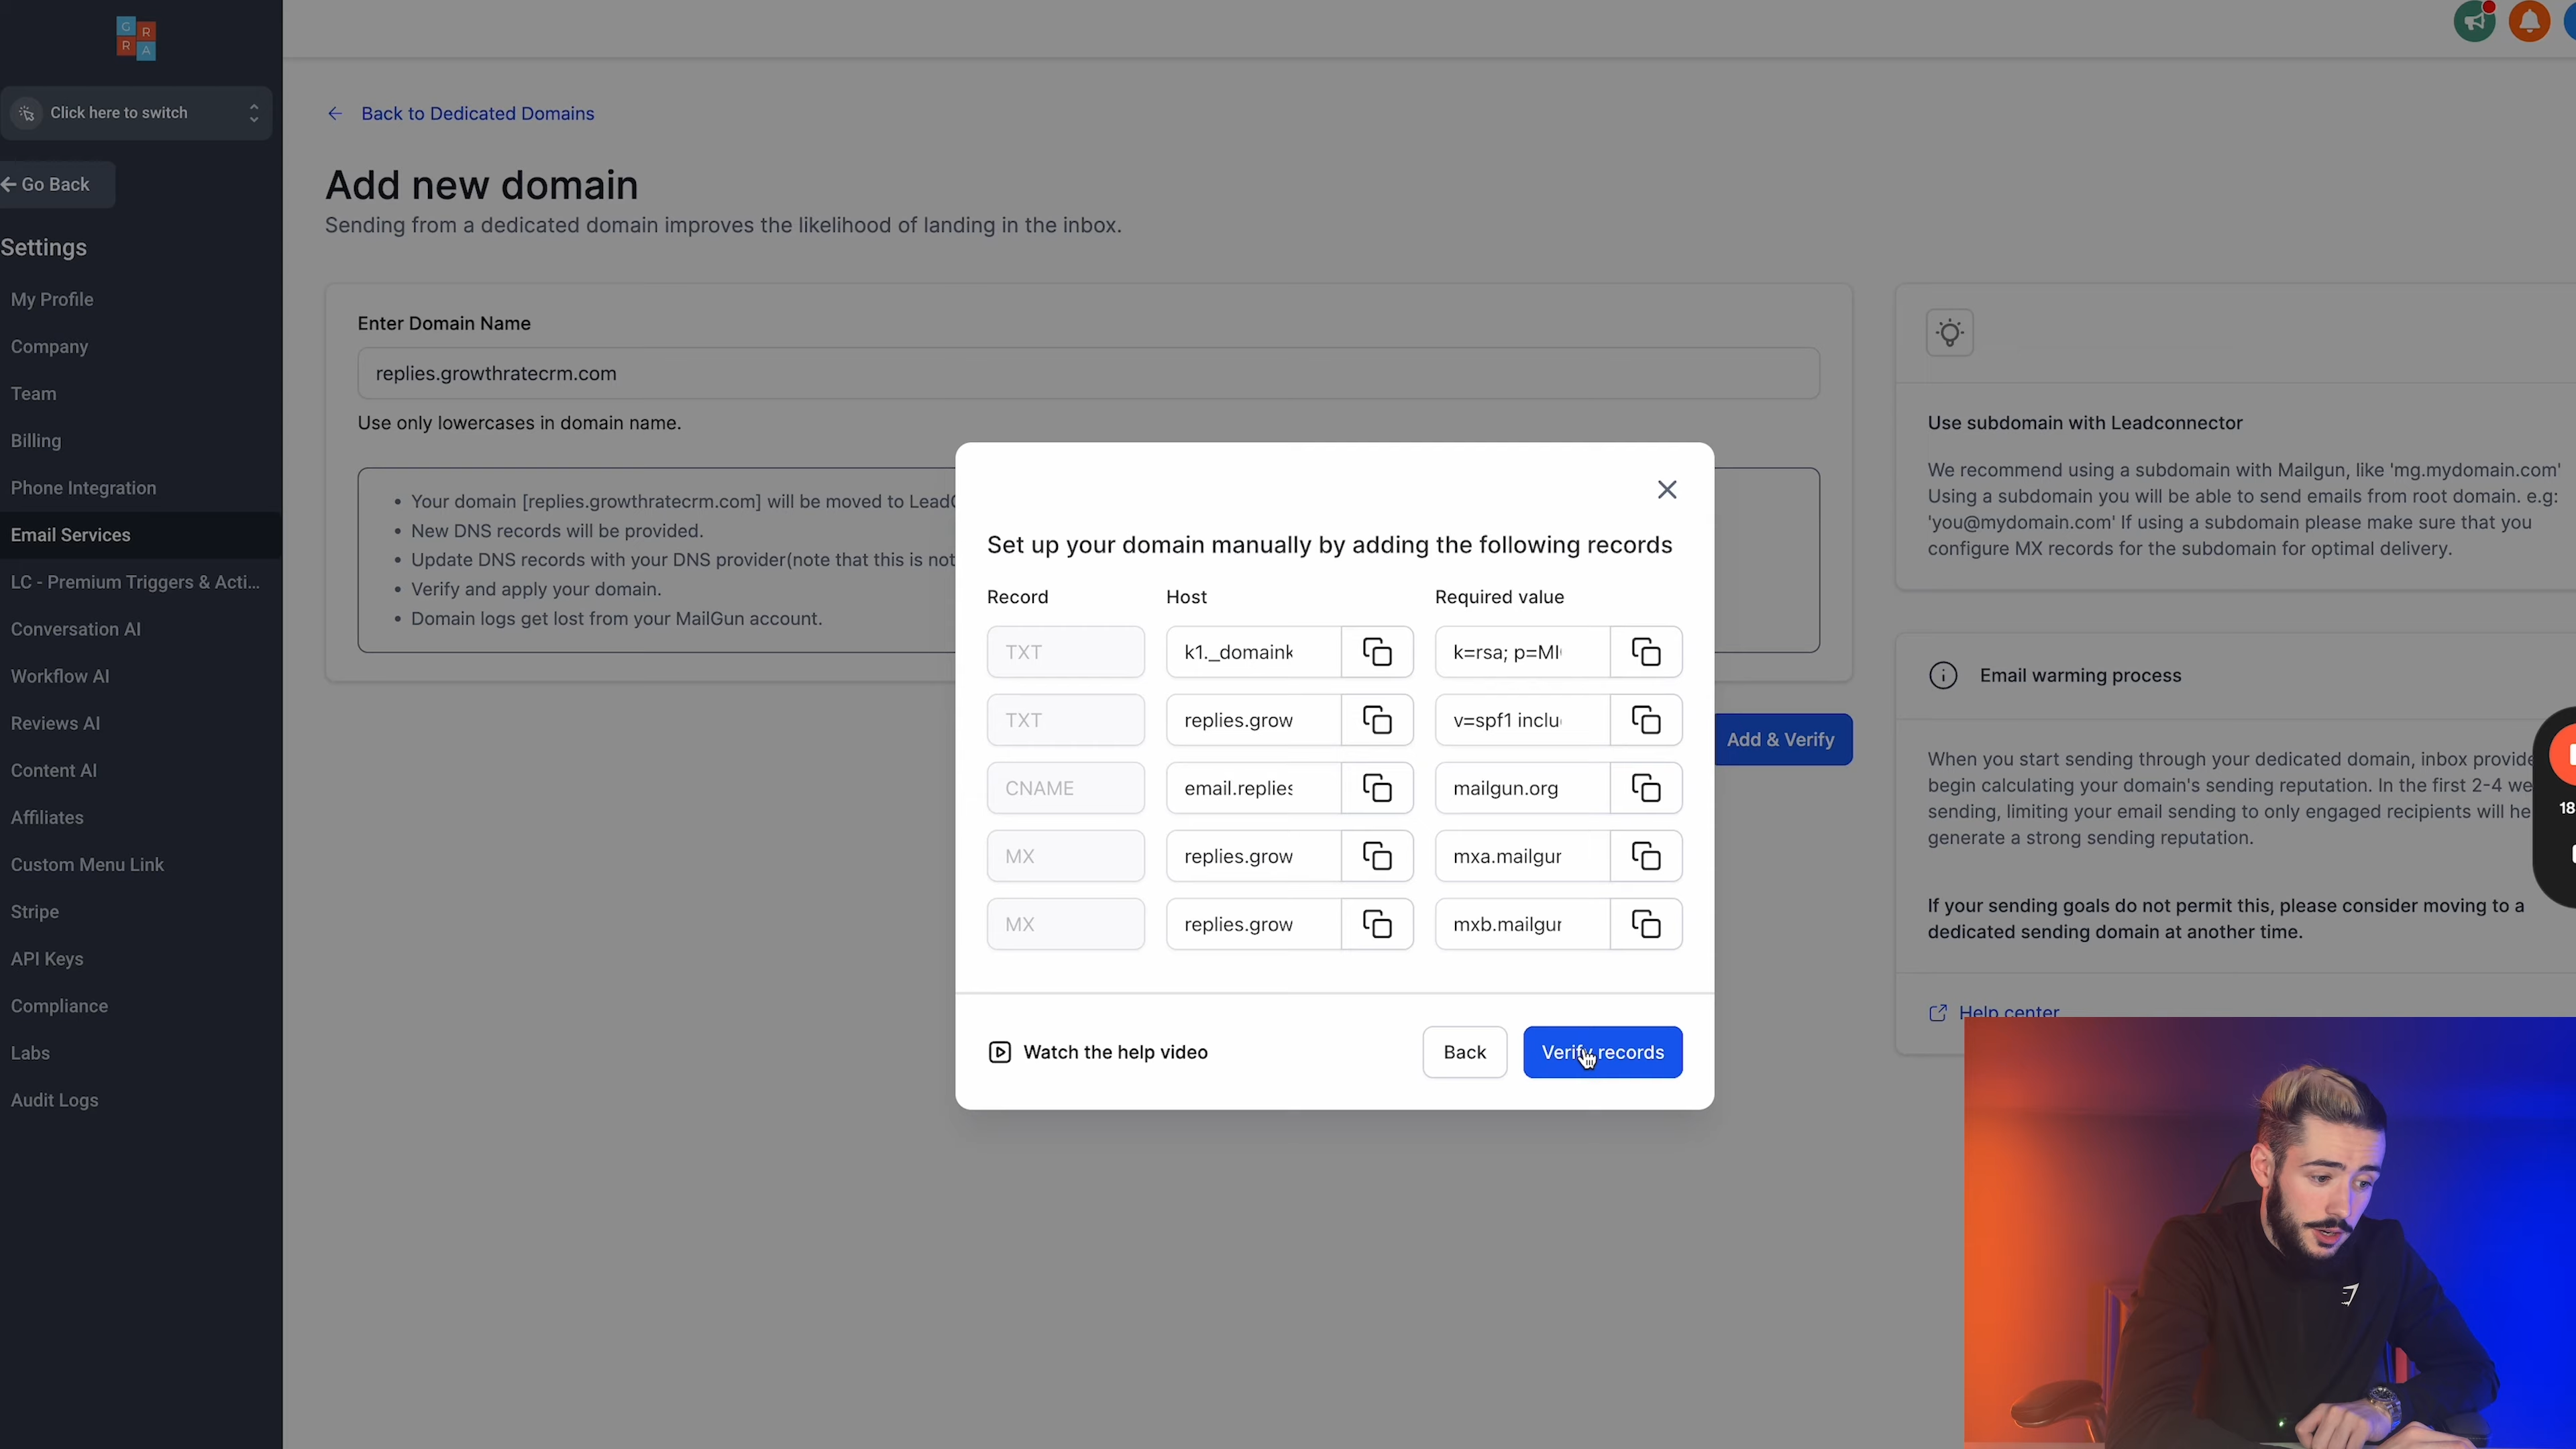 G R
R A
Click here to switch
Go Back
Settings
My Profile
Company
Team
Billing
Phone Integration
Email Services
LC - Premium Triggers & Acti...
Conversation AI
Workflow AI
Reviews AI
Content AI
Affiliates
Custom Menu Link
Stripe
API Keys
Compliance
Labs
Audit Logs
Back to Dedicated Domains
Add new domain
Sending from a dedicated domain improves the likelihood of landing in the inbox.
Enter Domain Name
replies.growthratecrm.com
Use only lowercases in domain name.
• Your domain [replies.growthratecrm.com] will be moved to Lead
• New DNS records will be provided.
• Update DNS records with your DNS provider(note that this is not
• Verify and apply your domain.
• Domain logs get lost from your MailGun account.
Add & Verify
Set up your domain manually by adding the following records
Record Host Required value
TXT k1._domaink k=rsa; p=MI
TXT replies.grow v=spf1 inclu
CNAME email.replies mailgun.org
MX replies.grow mxa.mailgun
MX replies.grow mxb.mailgun
Watch the help video
Back
Verify records
Use subdomain with Leadconnector
We recommend using a subdomain with Mailgun, like 'mg.mydomain.com'
Using a subdomain you will be able to send emails from root domain. e.g:
'you@mydomain.com' If using a subdomain please make sure that you
configure MX records for the subdomain for optimal delivery.
Email warming process
When you start sending through your dedicated domain, inbox provide
begin calculating your domain's sending reputation. In the first 2-4 we
sending, limiting your email sending to only engaged recipients will he
generate a strong sending reputation.
If your sending goals do not permit this, please consider moving to a
dedicated sending domain at another time.
Help center
18